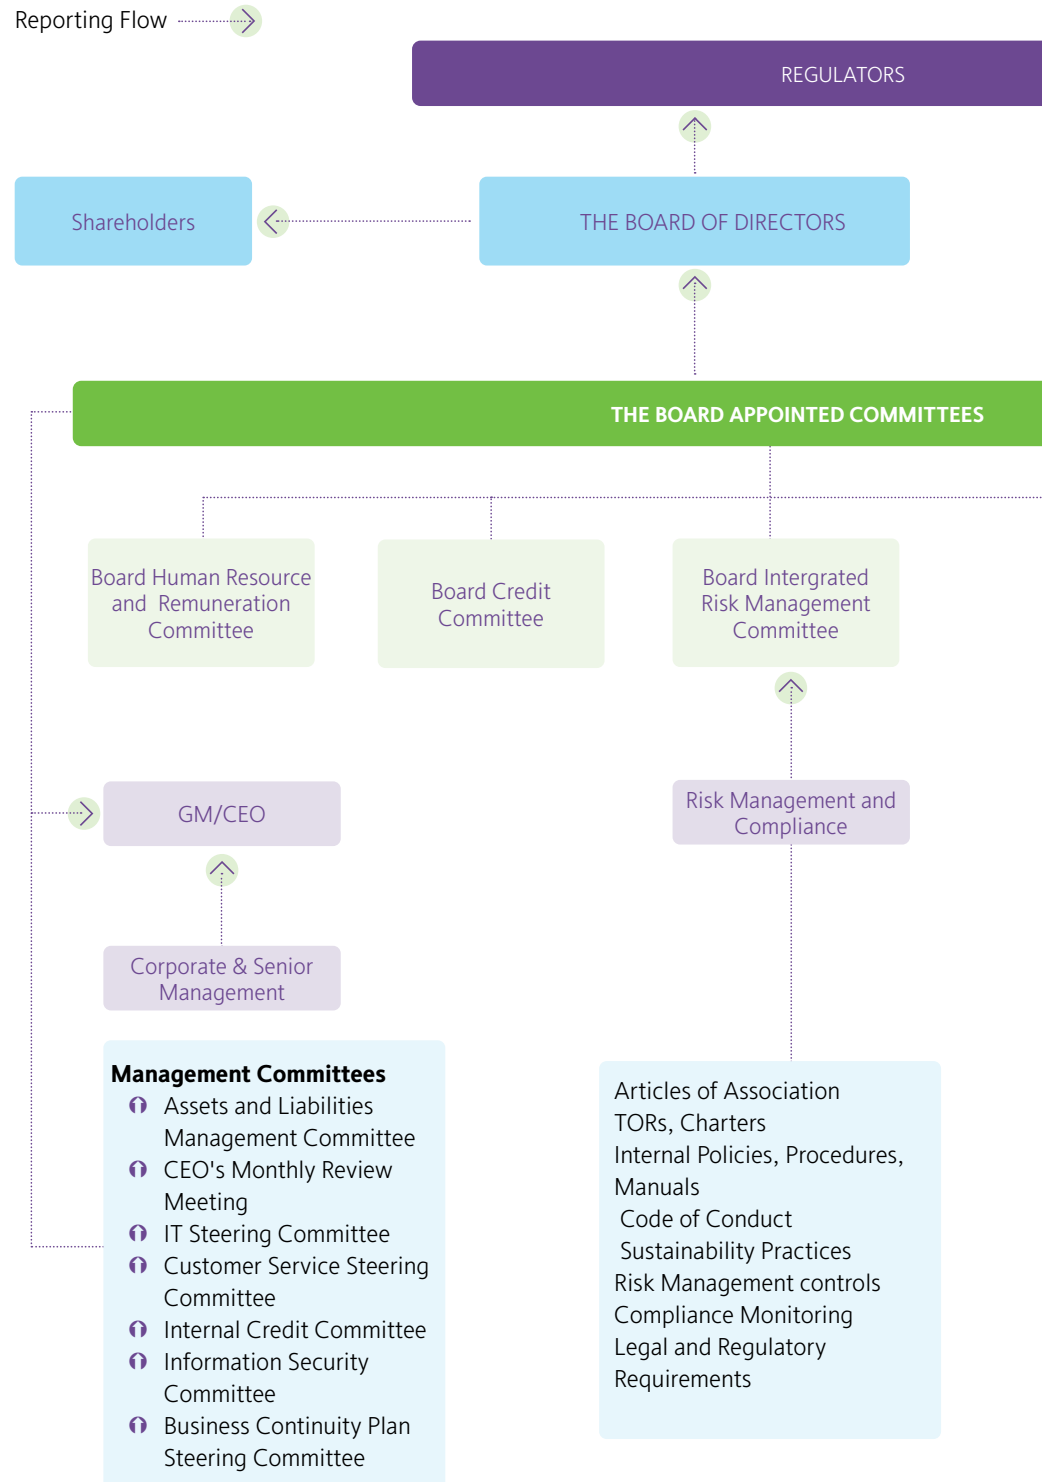 Reporting Flow
REGULATORS
Shareholders
THE BOARD OF DIRECTORS
THE BOARD APPOINTED COMMITTEES
Board Human Resource
and Remuneration
Committee
Board Credit
Committee
Board Intergrated
Risk Management
Committee
GM/CEO
Risk Management and
Compliance
Corporate & Senior
Management
Management Committees
Assets and Liabilities
Management Committee
CEO's Monthly Review
Meeting
IT Steering Committee
Customer Service Steering
Committee
Internal Credit Committee
Information Security
Committee
Business Continuity Plan
Steering Committee
Articles of Association
TORs, Charters
Internal Policies, Procedures,
Manuals
Code of Conduct
Sustainability Practices
Risk Management controls
Compliance Monitoring
Legal and Regulatory
Requirements